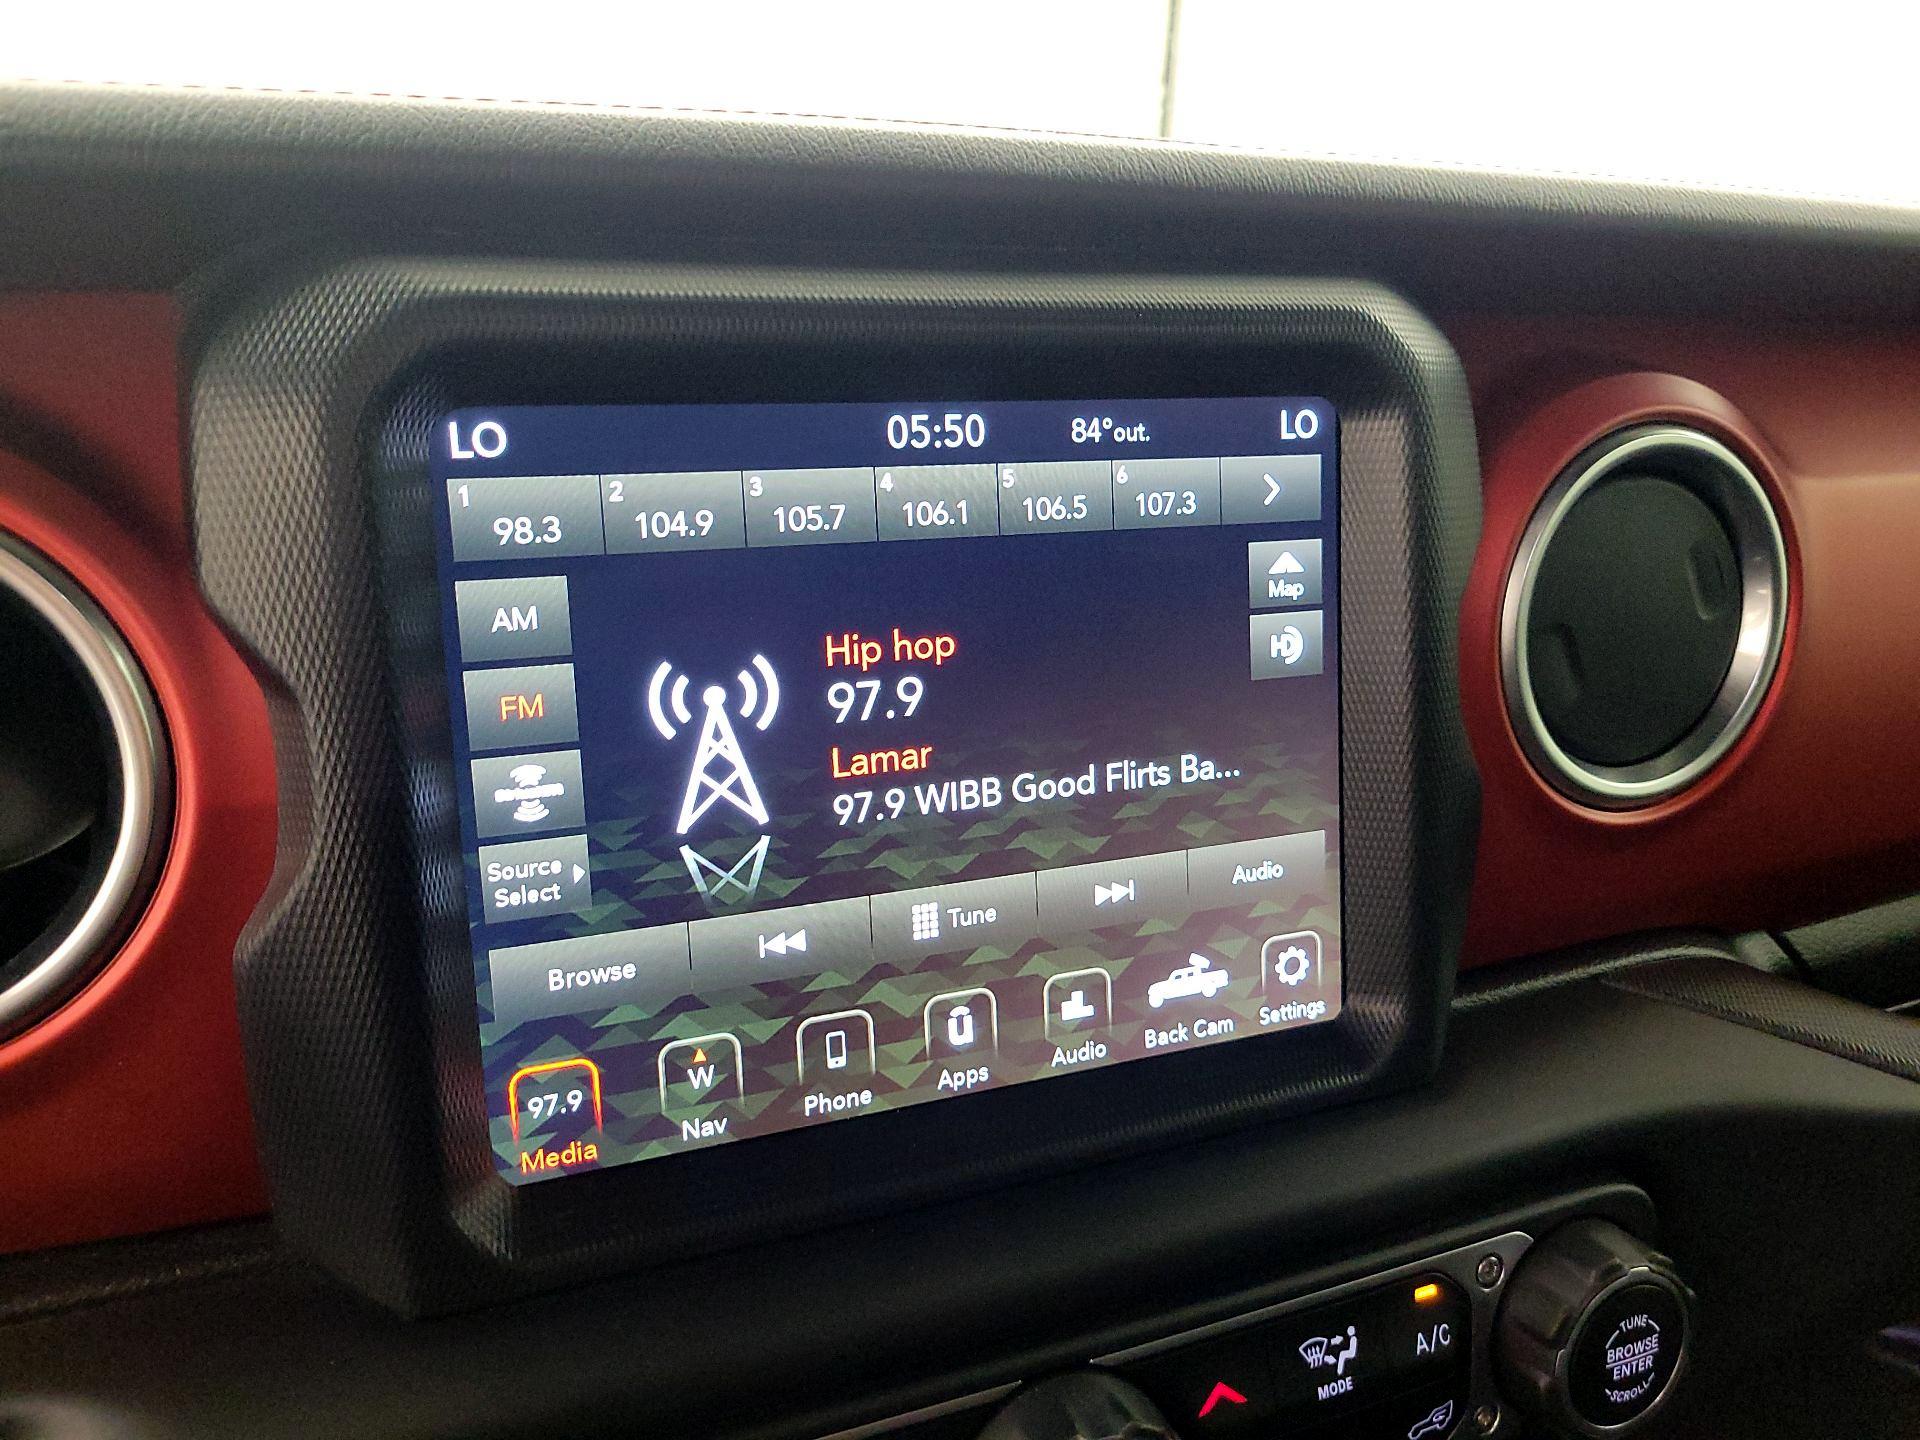 LO 05:50 84°out. LO
1 98.3 2 104.9 3 105.7 4 106.1 5 106.5 6 107.3
Map
AM
HD
Hip hop
97.9
FM
Lamar
97.9 WIBB Good Flirts Ba...
Source
Select
Browse Tune Audio
97.9 W
Media Nav Phone Apps Audio Back Cam Settings
MODE A/C
TUNE
BROWSE
ENTER
SCROLL